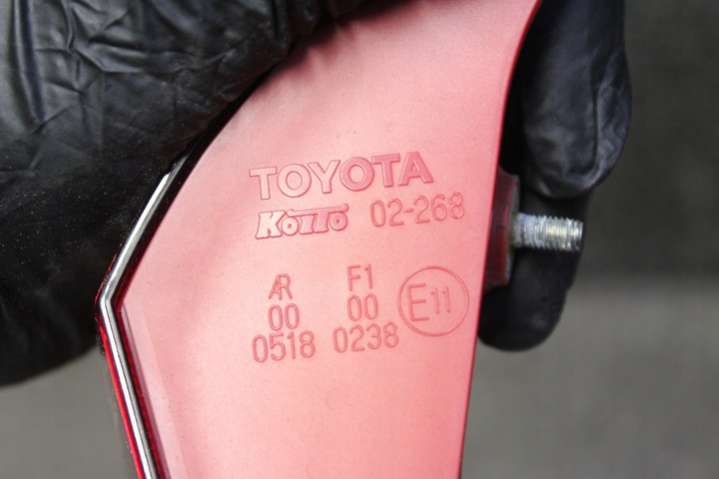 TOYOTA
KOITO 02-268
AR F1
00 00 E11
0518 0238